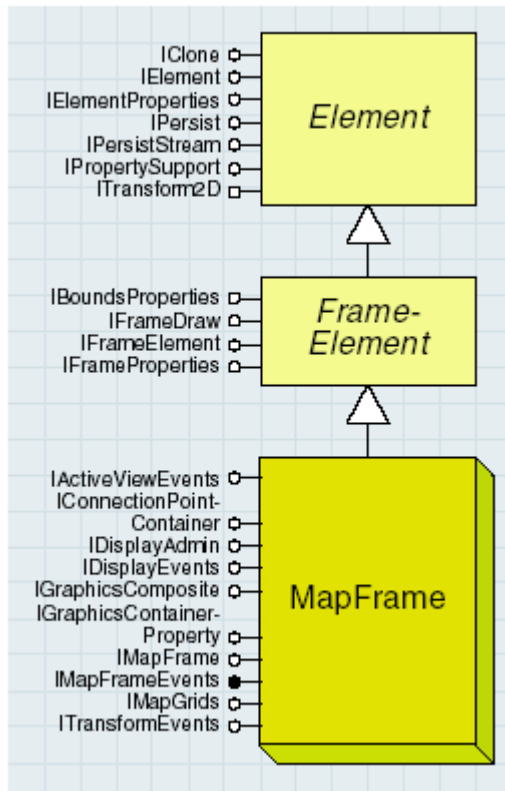 IClone
IElement
IElementProperties
IPersist
IPersistStream
IPropertySupport
ITransform2D
Element
IBoundsProperties
IFrameDraw
IFrameElement
IFrameProperties
Frame-
Element
IActiveViewEvents
IConnectionPoint-
Container
IDisplayAdmin
IDisplayEvents
IGraphicsComposite
IGraphicsContainer-
Property
IMapFrame
IMapFrameEvents
IMapGrids
ITransformEvents
MapFrame